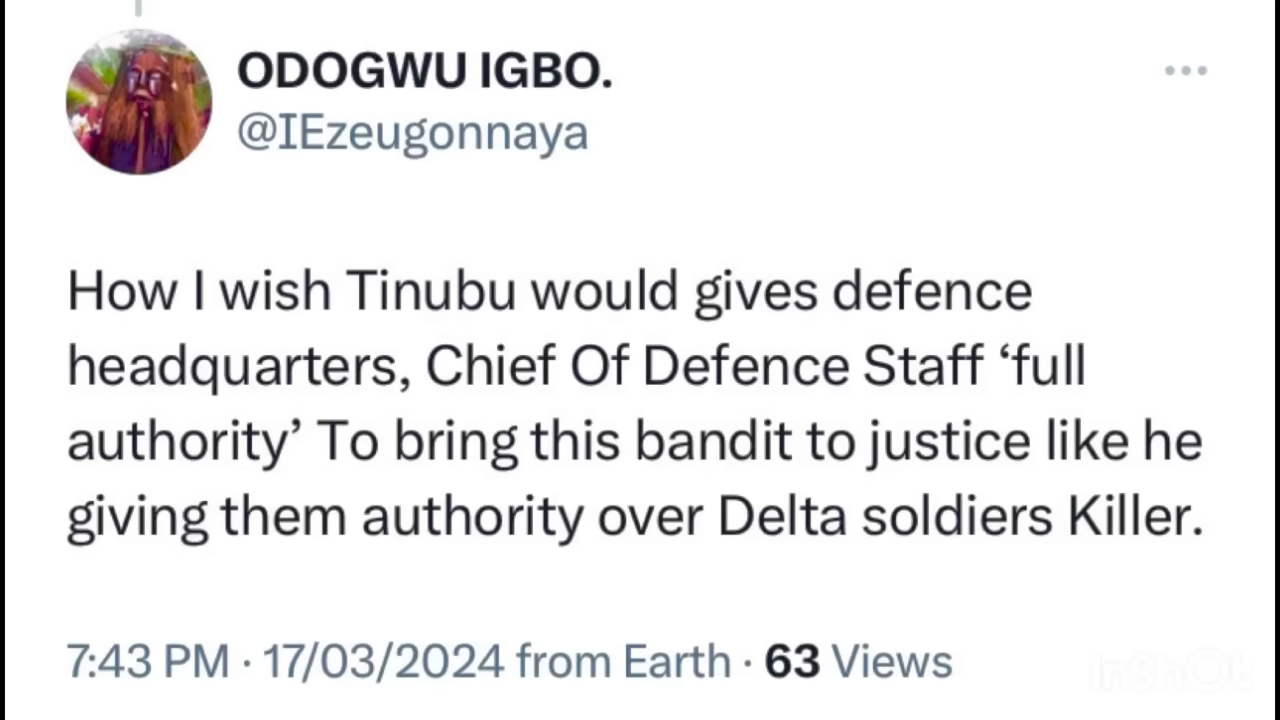 ODOGWU IGBO.
@IEzeugonnaya
How I wish Tinubu would gives defence
headquarters, Chief Of Defence Staff ‘full
authority’ To bring this bandit to justice like he
giving them authority over Delta soldiers Killer.
7:43 PM · 17/03/2024 from Earth · 63 Views
InShOt